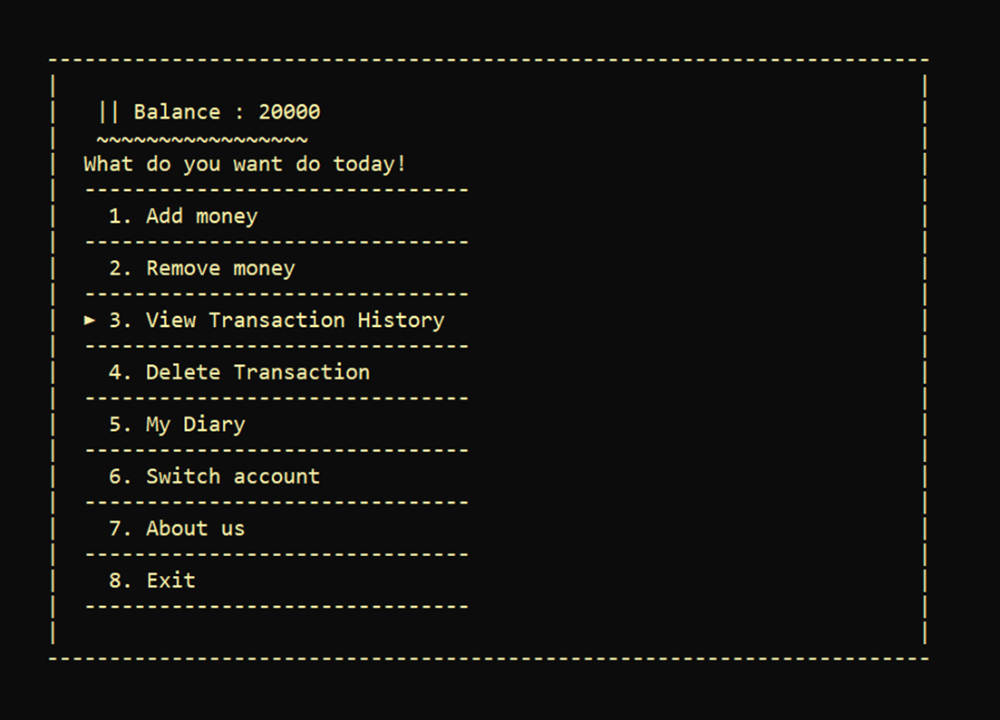 || Balance : 20000
~~~~~~~~~~~~~~~~~
What do you want do today!
-------------------------------
1. Add money
-------------------------------
2. Remove money
-------------------------------
► 3. View Transaction History
-------------------------------
4. Delete Transaction
-------------------------------
5. My Diary
-------------------------------
6. Switch account
-------------------------------
7. About us
-------------------------------
8. Exit
-------------------------------